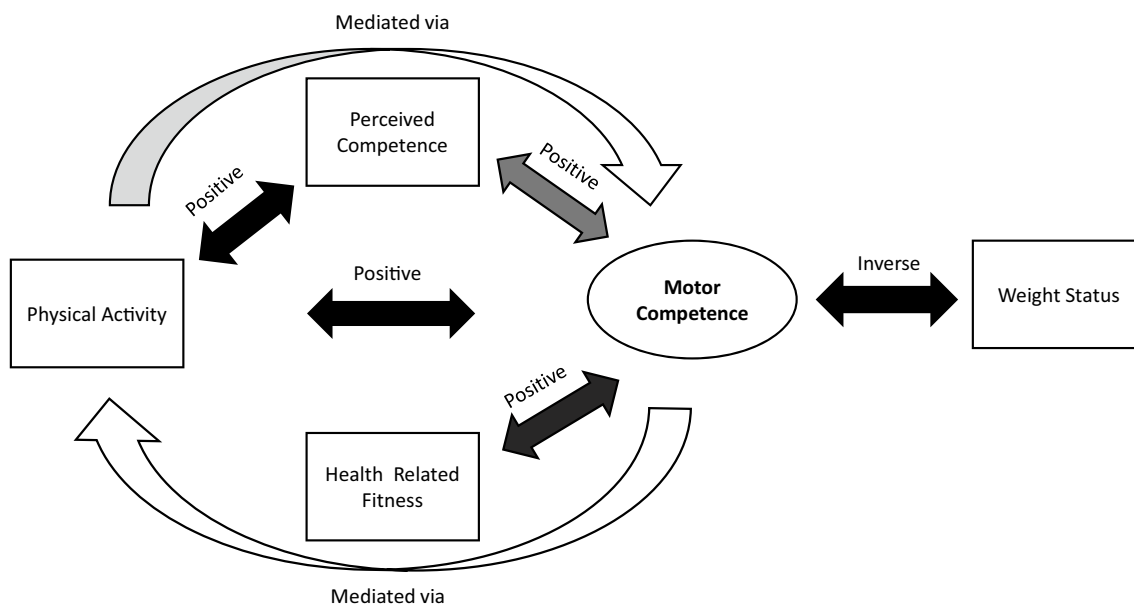 Mediated via
Perceived
Competence
Positive
Positive
Physical Activity
Positive
Motor
Competence
Inverse
Weight Status
Positive
Health Related
Fitness
Mediated via